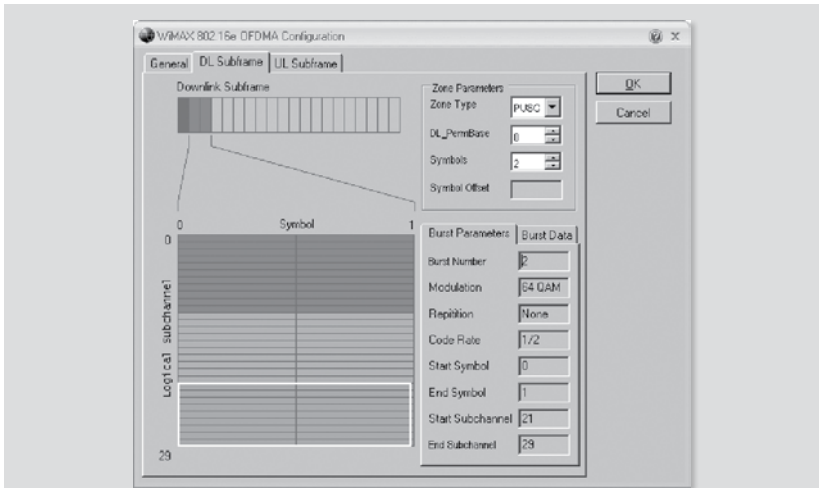 WiMAX 802.16e OFDMA Configuration
General DL Subframe UL Subframe
Downlink Subframe
Zone Parameters
Zone Type PUSC
DL_PermBase 0
Symbols 2
Symbol Offset
OK
Cancel
0 Symbol 1
0
Logical subchannel
29
Burst Parameters Burst Data
Burst Number 2
Modulation 64 QAM
Repitition None
Code Rate 1/2
Start Symbol 0
End Symbol 1
Start Subchannel 21
End Subchannel 29